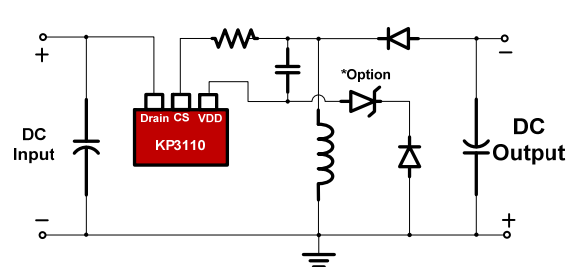 +
−
*Option
Drain CS VDD
KP3110
DC
Input
DC
Output
−
+